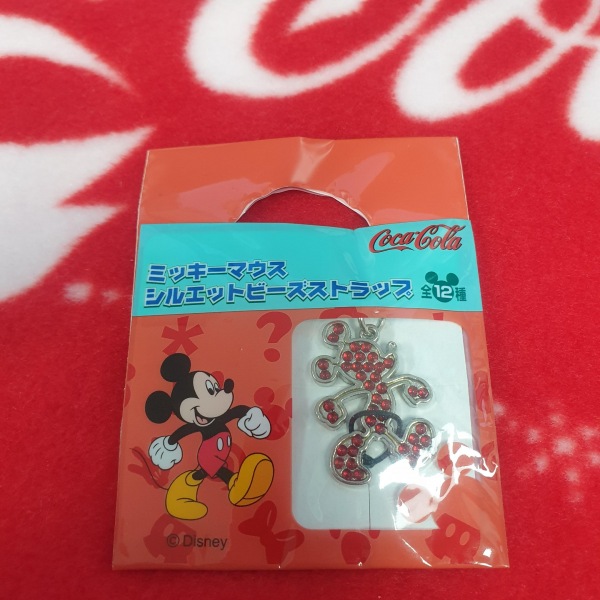 Coca-Cola
ミッキーマウス
シルエットビーズストラップ
全12種
© Disney